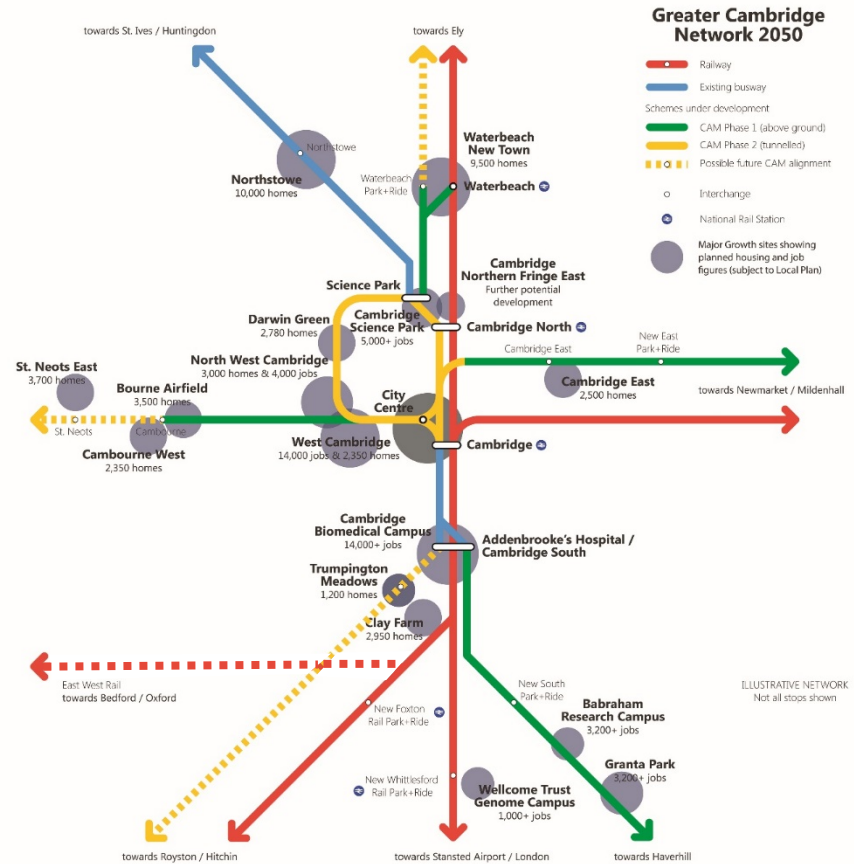 Greater Cambridge
Network 2050
towards St. Ives / Huntingdon
towards Ely
Railway
Existing busway
Schemes under development
CAM Phase 1 (above ground)
CAM Phase 2 (tunnelled)
Possible future CAM alignment
Interchange
National Rail Station
Major Growth sites showing
planned housing and job
figures (subject to Local Plan)
Northstowe
Northstowe
10,000 homes
Waterbeach
New Town
9,500 homes
Waterbeach
Park+Ride
Waterbeach
Science Park
Cambridge
Northern Fringe East
Further potential
development
Cambridge
Science Park
5,000+ jobs
Cambridge North
Darwin Green
2,780 homes
North West Cambridge
3,000 homes & 4,000 jobs
Cambridge East
New East
Park+Ride
Cambridge East
2,500 homes
towards Newmarket / Mildenhall
St. Neots East
3,700 homes
Bourne Airfield
3,500 homes
City
Centre
St. Neots
Cambourne
Cambourne West
2,350 homes
West Cambridge
14,000 jobs & 2,350 homes
Cambridge
Cambridge
Biomedical Campus
14,000+ jobs
Addenbrooke's Hospital /
Cambridge South
Trumpington
Meadows
1,200 homes
Clay Farm
2,950 homes
East West Rail
towards Bedford / Oxford
New Foxton
Rail Park+Ride
New South
Park+Ride
ILLUSTRATIVE NETWORK
Not all stops shown
Babraham
Research Campus
3,200+ jobs
Granta Park
3,200+ jobs
New Whittlesford
Rail Park+Ride
Wellcome Trust
Genome Campus
1,000+ jobs
towards Royston / Hitchin
towards Stansted Airport / London
towards Haverhill